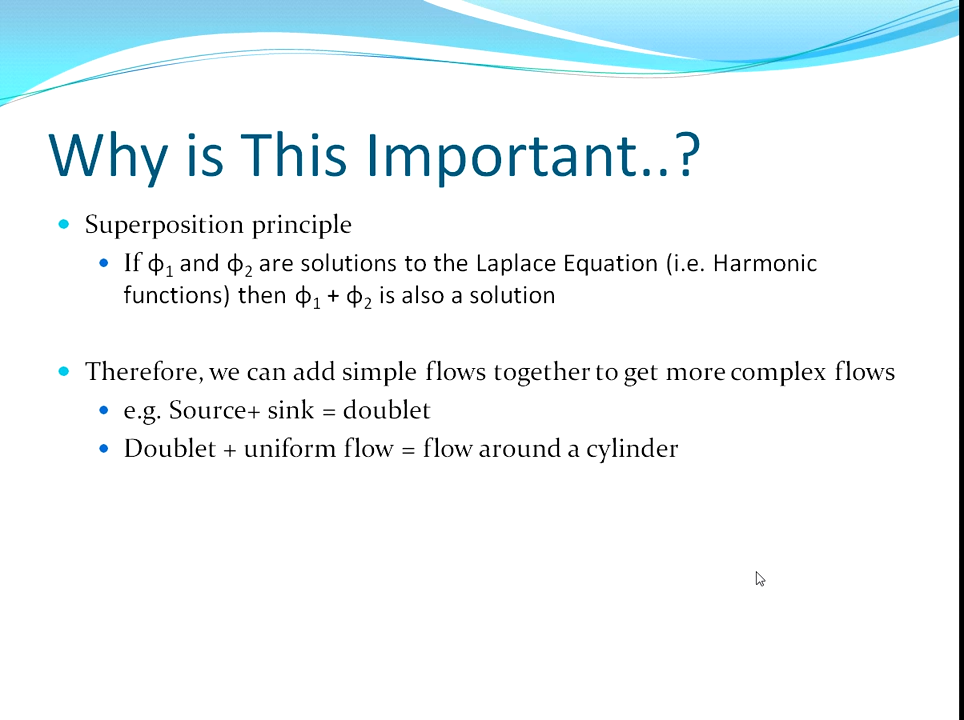 Why is This Important..?
• Superposition principle
• If ϕ₁ and ϕ₂ are solutions to the Laplace Equation (i.e. Harmonic
functions) then ϕ₁ + ϕ₂ is also a solution
• Therefore, we can add simple flows together to get more complex flows
• e.g. Source+ sink = doublet
• Doublet + uniform flow = flow around a cylinder